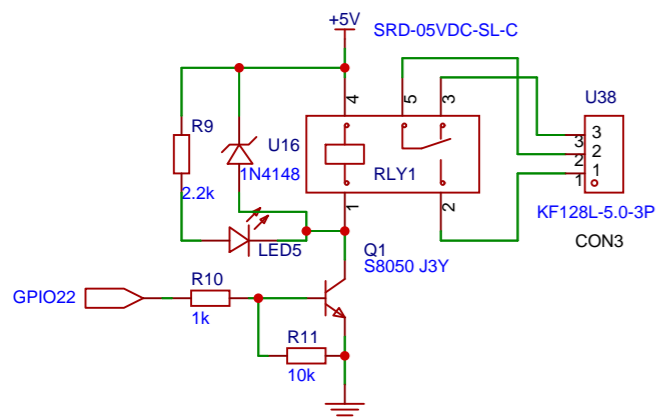 +5V
SRD-05VDC-SL-C
4
5
3
U38
R9
U16
3
3
2
2
1
1
1N4148
RLY1
2.2k
1
2
KF128L-5.0-3P
CON3
LED5
Q1
S8050 J3Y
R10
GPIO22
1k
R11
10k